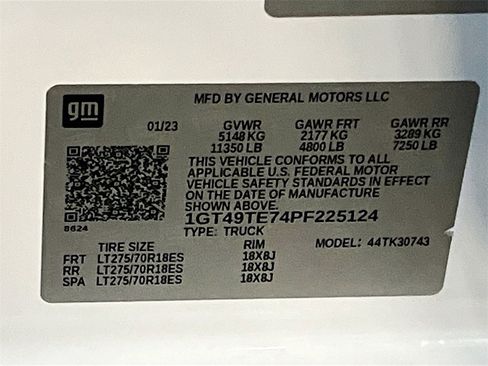 gm
MFD BY GENERAL MOTORS LLC
01/23 GVWR GAWR FRT GAWR RR
5148 KG 2177 KG 3289 KG
11350 LB 4800 LB 7250 LB
THIS VEHICLE CONFORMS TO ALL
APPLICABLE U.S. FEDERAL MOTOR
VEHICLE SAFETY STANDARDS IN EFFECT
ON THE DATE OF MANUFACTURE
SHOWN ABOVE.
1GT49TE74PF225124
8624
TYPE: TRUCK
TIRE SIZE RIM MODEL: 44TK30743
FRT LT275/70R18ES 18X8J
RR LT275/70R18ES 18X8J
SPA LT275/70R18ES 18X8J